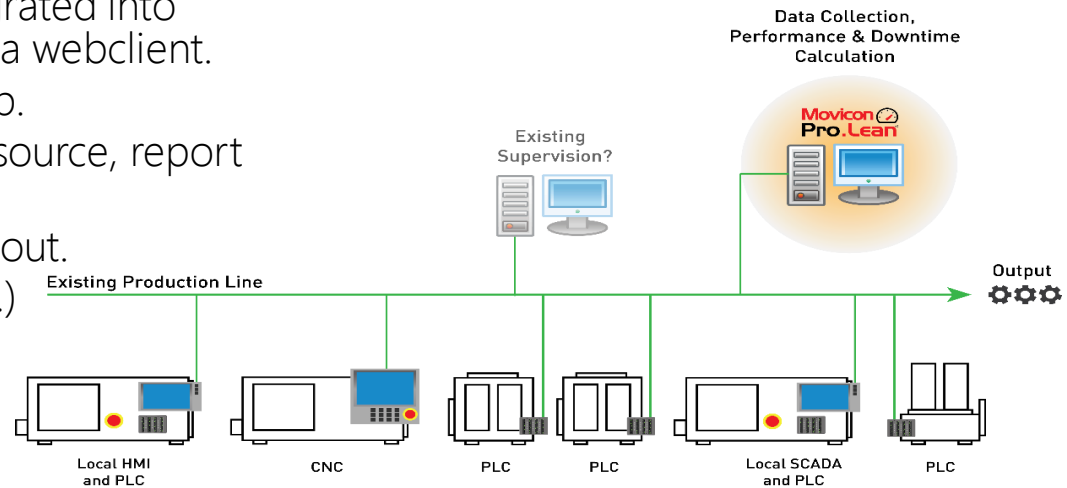 rated into
a webclient.
source, report
out.
.)
Data Collection,
Performance & Downtime
Calculation
Movicon
Pro.Lean
Existing
Supervision?
Existing Production Line
Output
Local HMI
and PLC
CNC
PLC
PLC
Local SCADA
and PLC
PLC